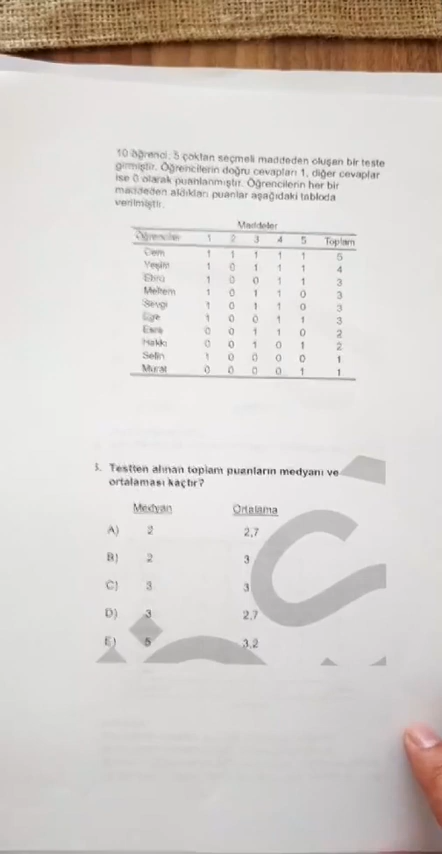 10 öğrenci, 5 çoktan seçmeli maddeden oluşan bir teste
girmiştir. Öğrencilerin doğru cevapları 1, diğer cevaplar
ise 0 olarak puanlanmıştır. Öğrencilerin her bir
maddeden aldıkları puanlar aşağıdaki tabloda
verilmiştir.
Maddeler
Öğrenciler 1 2 3 4 5 Toplam
Cem 1 1 1 1 1 5
Yeşim 1 0 1 1 1 4
Ebru 1 0 0 1 1 3
Meltem 1 0 1 1 0 3
Sevgi 1 0 1 1 0 3
Ege 1 0 0 1 1 3
Esra 0 0 1 1 0 2
Hakkı 0 0 1 0 1 2
Selin 1 0 0 0 0 1
Murat 0 0 0 0 1 1
3. Testten alınan toplam puanların medyanı ve
ortalaması kaçtır?
Medyan Ortalama
A) 2 2,7
B) 2 3
C) 3 3
D) 3 2,7
E) 5 3,2